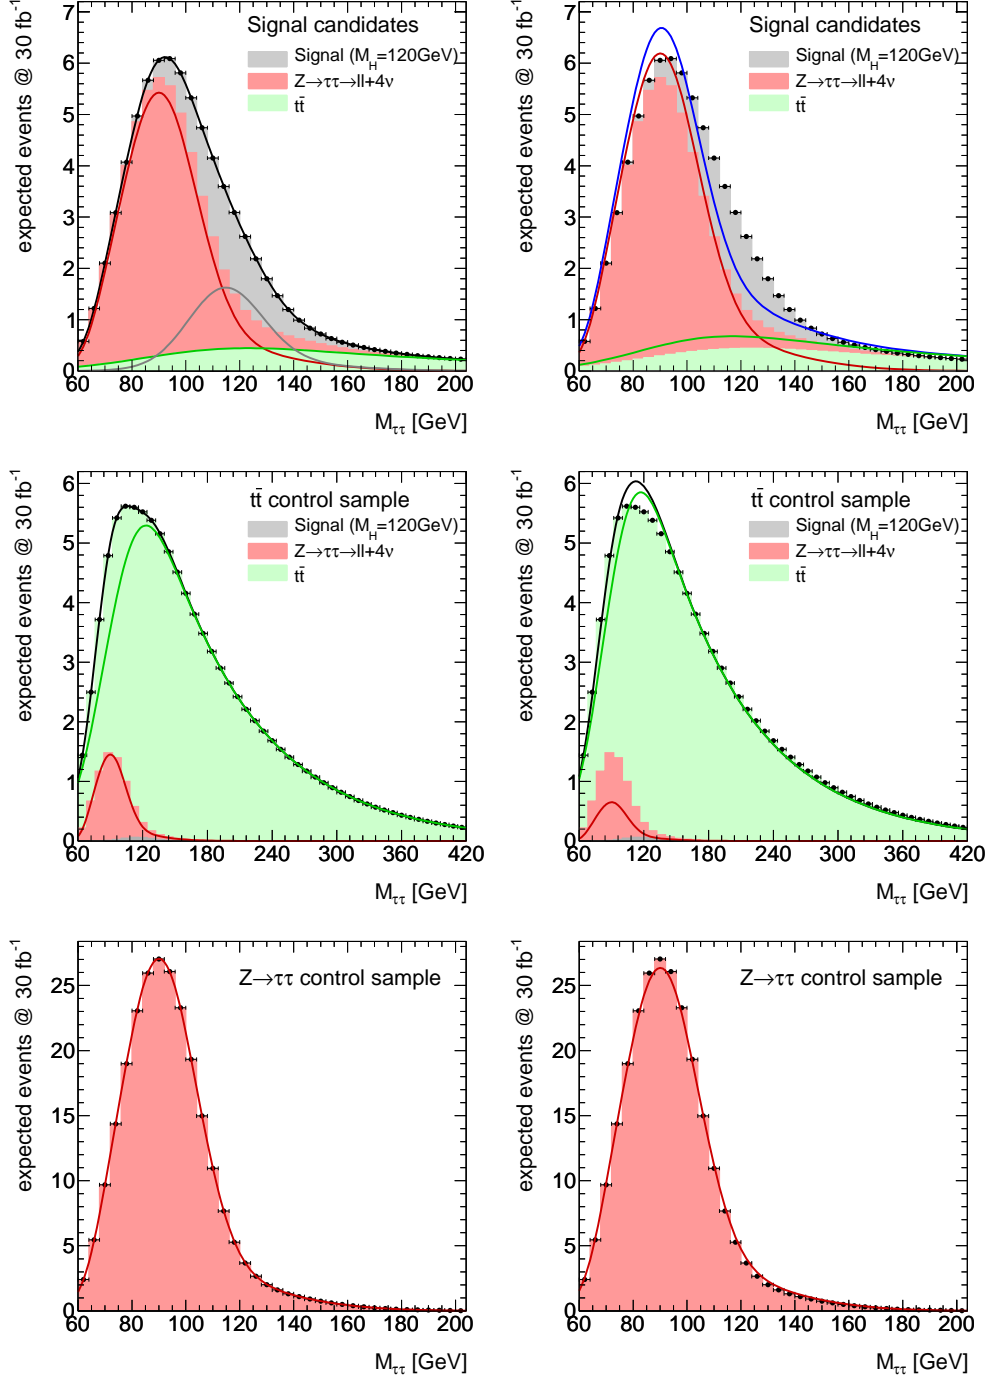 Signal candidates
Signal (M_H=120GeV)
Z→ττ→ll+4ν
tt̄
expected events @ 30 fb⁻¹
0 1 2 3 4 5 6 7
60 80 100 120 140 160 180 200
M_ττ [GeV]
Signal candidates
Signal (M_H=120GeV)
Z→ττ→ll+4ν
tt̄
expected events @ 30 fb⁻¹
0 1 2 3 4 5 6 7
60 80 100 120 140 160 180 200
M_ττ [GeV]
tt̄ control sample
Signal (M_H=120GeV)
Z→ττ→ll+4ν
tt̄
expected events @ 30 fb⁻¹
0 1 2 3 4 5 6
60 120 180 240 300 360 420
M_ττ [GeV]
tt̄ control sample
Signal (M_H=120GeV)
Z→ττ→ll+4ν
tt̄
expected events @ 30 fb⁻¹
0 1 2 3 4 5 6
60 120 180 240 300 360 420
M_ττ [GeV]
Z→ττ control sample
expected events @ 30 fb⁻¹
0 5 10 15 20 25
60 80 100 120 140 160 180 200
M_ττ [GeV]
Z→ττ control sample
expected events @ 30 fb⁻¹
0 5 10 15 20 25
60 80 100 120 140 160 180 200
M_ττ [GeV]